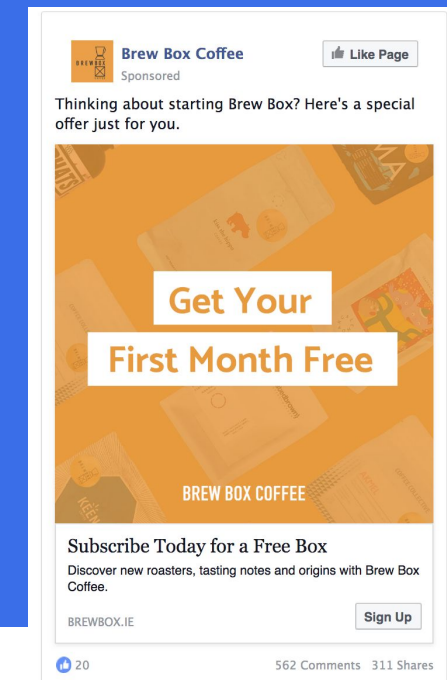 BREWBOX
Brew Box Coffee
Like Page
Sponsored
Thinking about starting Brew Box? Here's a special
offer just for you.
Get Your
First Month Free
KEEN
BREW BOX COFFEE
Subscribe Today for a Free Box
Discover new roasters, tasting notes and origins with Brew Box
Coffee.
BREWBOX.IE
Sign Up
20
562 Comments 311 Shares